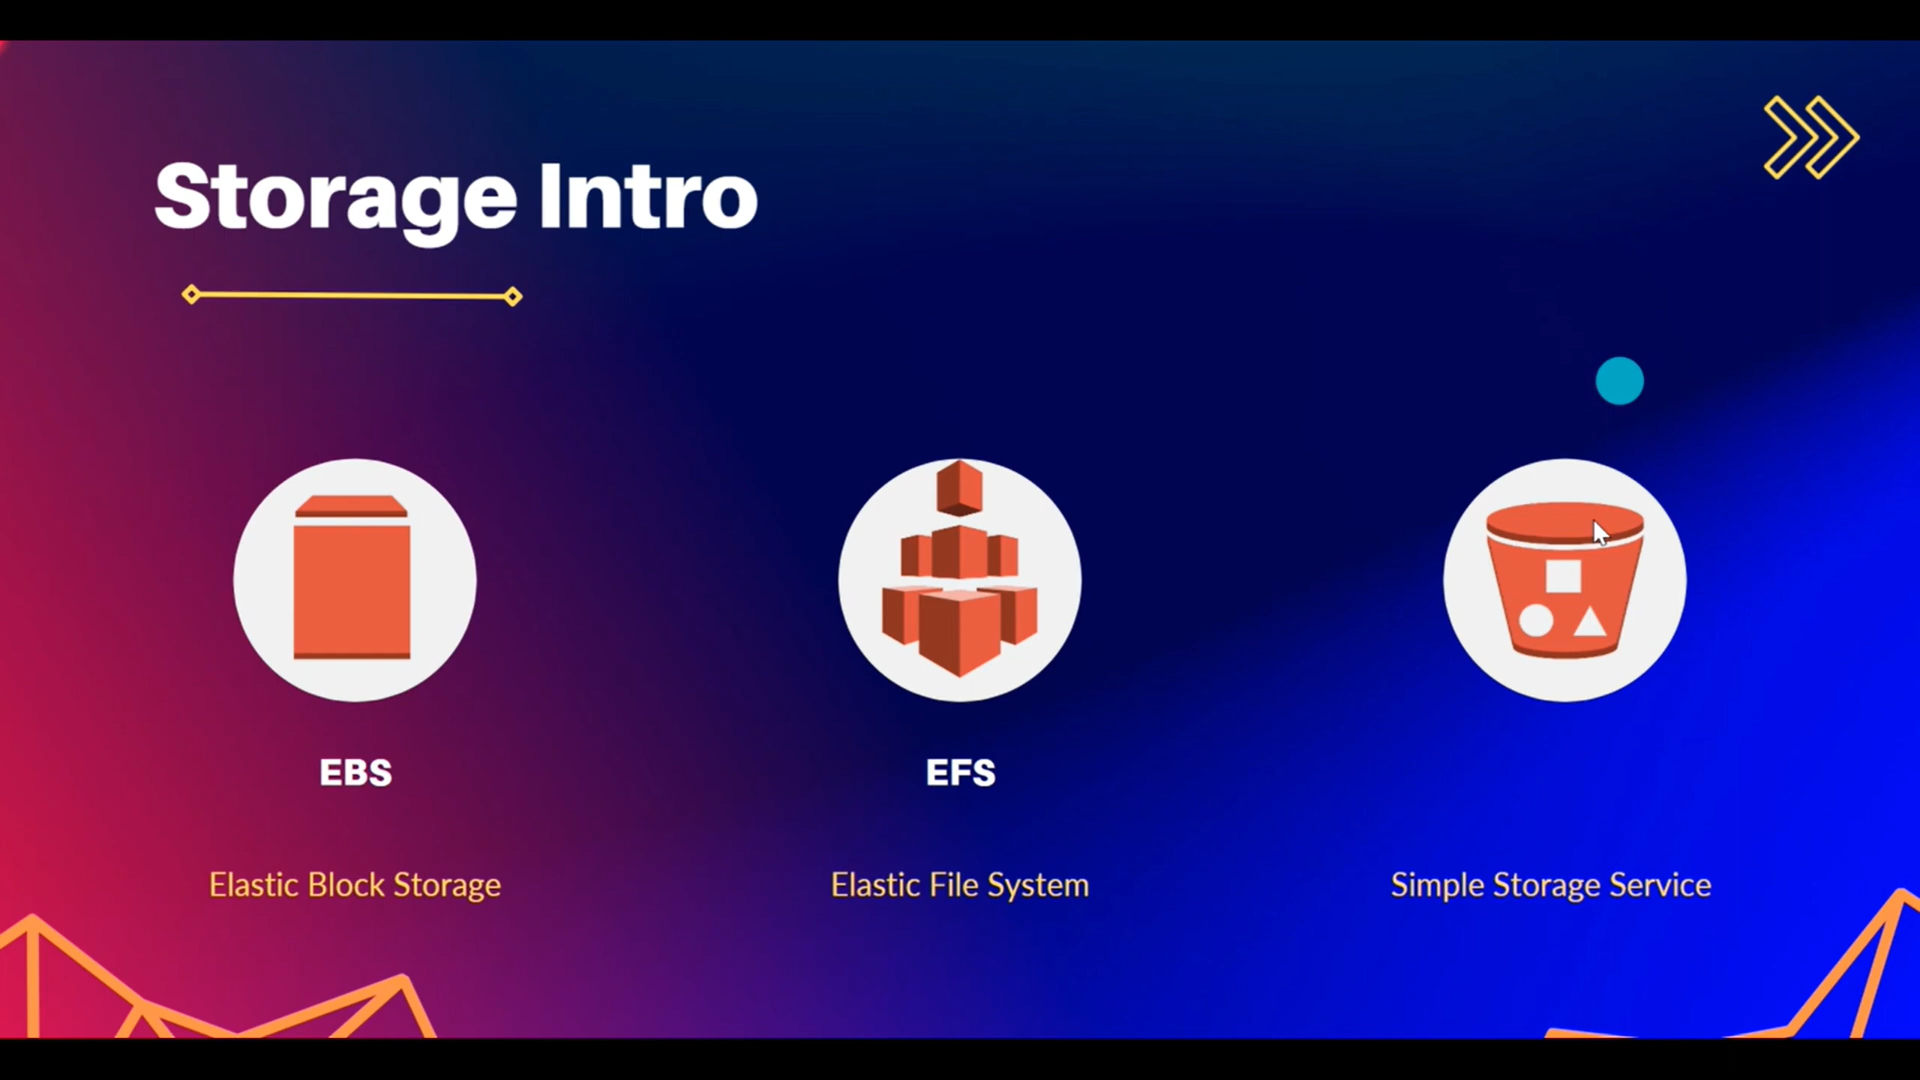 Storage Intro
EBS
EFS
Elastic Block Storage
Elastic File System
Simple Storage Service